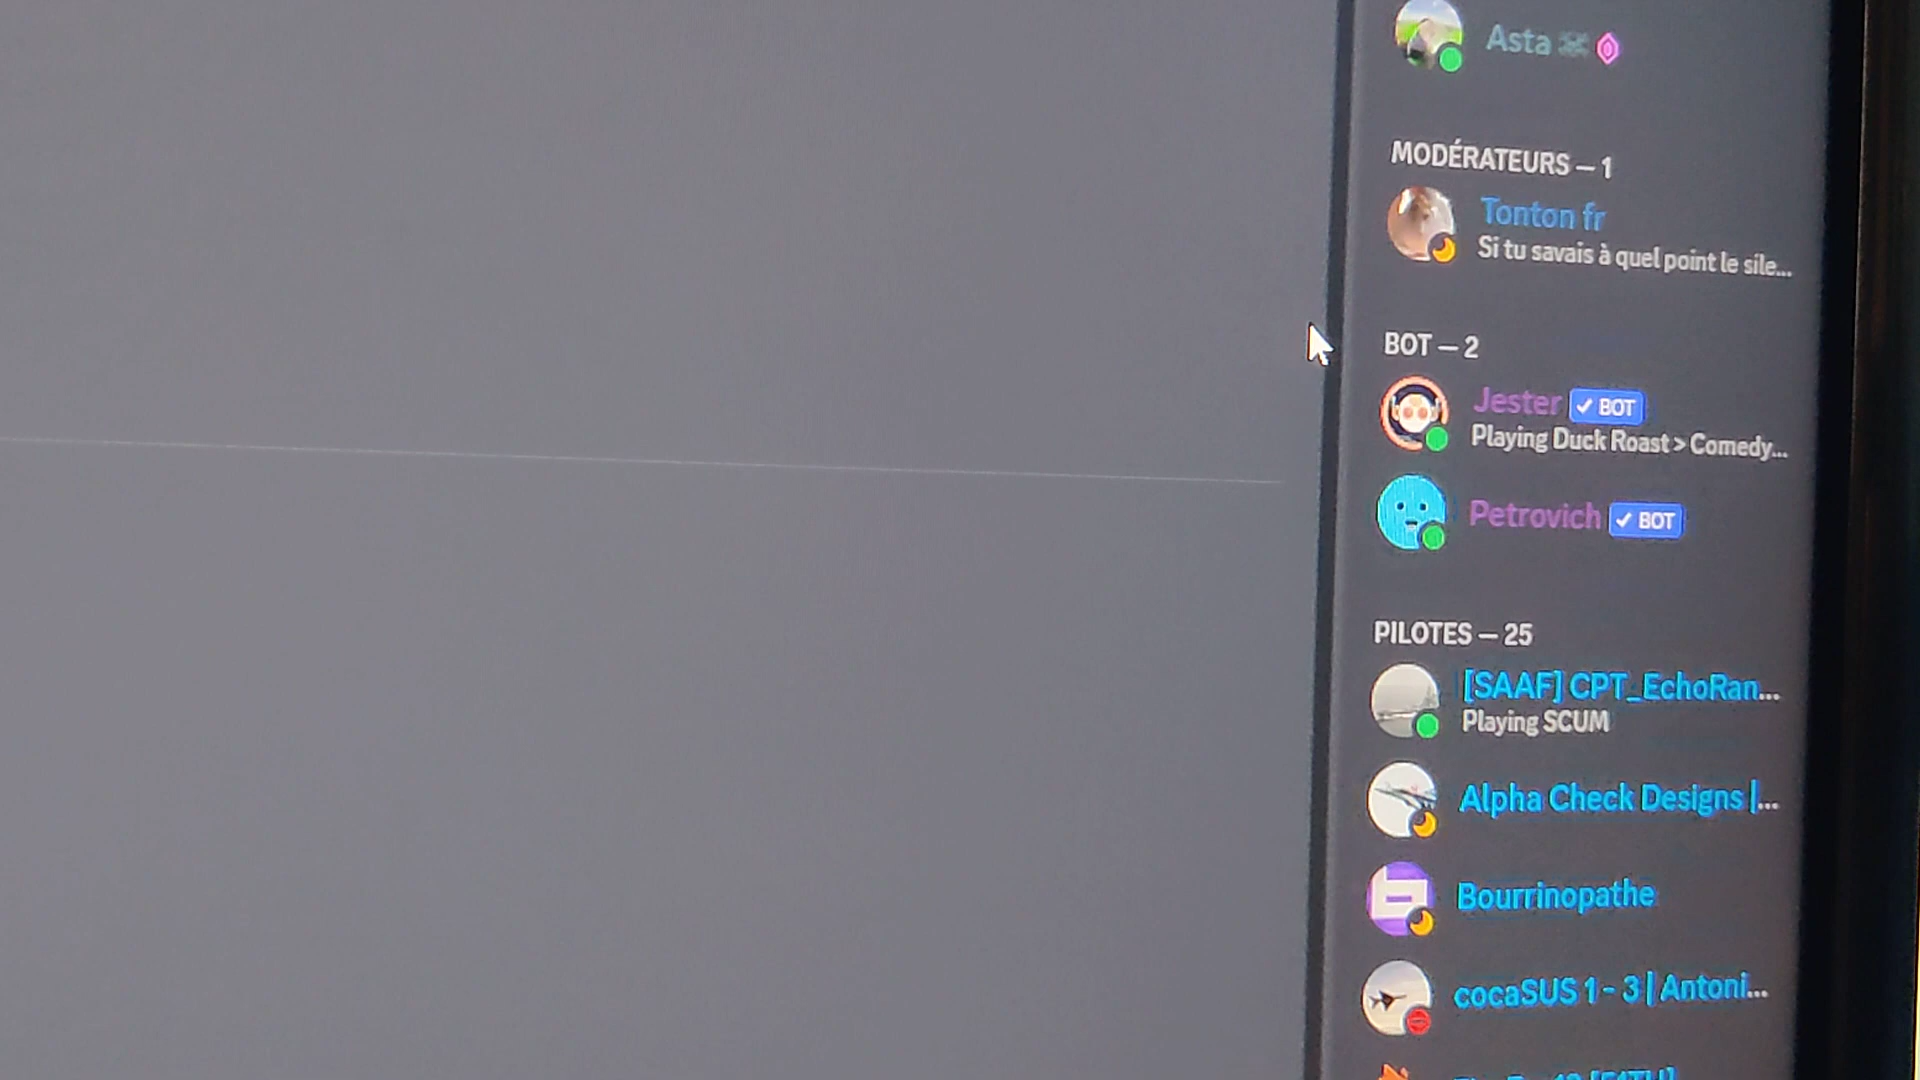 Asta
MODÉRATEURS — 1
Tonton fr
Si tu savais à quel point le sile...
BOT — 2
Jester ✓ BOT
Playing Duck Roast > Comedy...
Petrovich ✓ BOT
PILOTES — 25
[SAAF] CPT_EchoRan...
Playing SCUM
Alpha Check Designs |...
Bourrinopathe
cocaSUS 1 - 3 | Antoni...